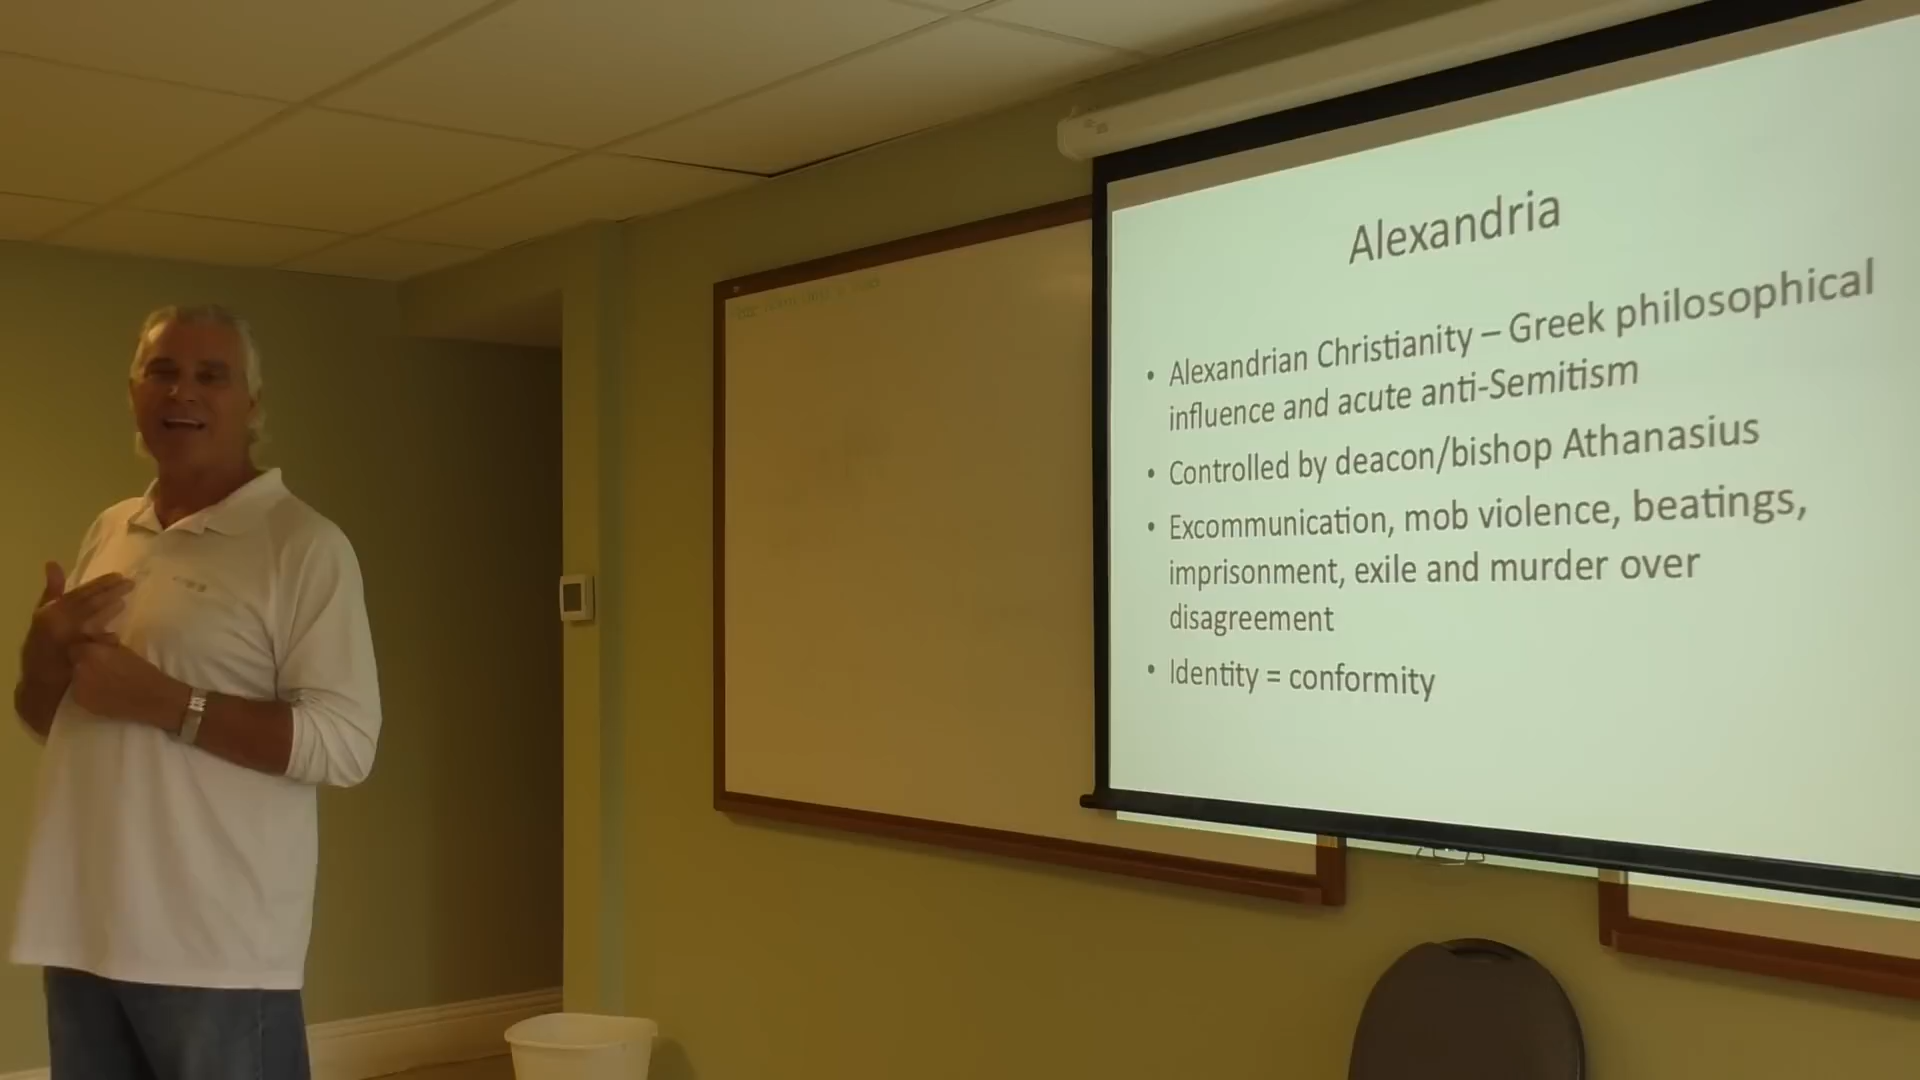 Alexandria
• Alexandrian Christianity – Greek philosophical
influence and acute anti-Semitism
• Controlled by deacon/bishop Athanasius
• Excommunication, mob violence, beatings,
imprisonment, exile and murder over
disagreement
• Identity = conformity